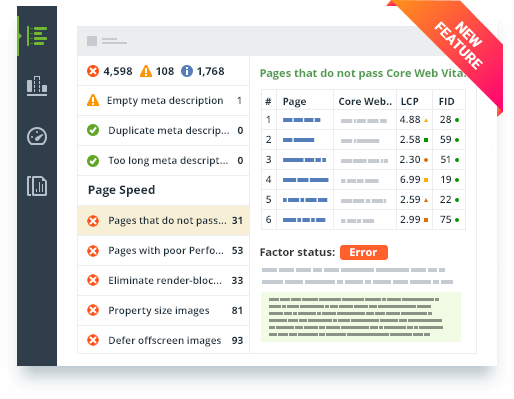 NEW
FEATURE
4,598 108 1,768
Empty meta description 1
Duplicate meta descrip... 0
Too long meta descript... 0
Page Speed
Pages that do not pass... 31
Pages with poor Perfo... 53
Eliminate render-bloc... 33
Property size images 81
Defer offscreen images 93
Pages that do not pass Core Web Vita
# Page Core Web.. LCP FID
1 4.88 28
2 2.58 59
3 2.30 51
4 6.99 19
5 2.59 22
6 2.99 75
Factor status: Error